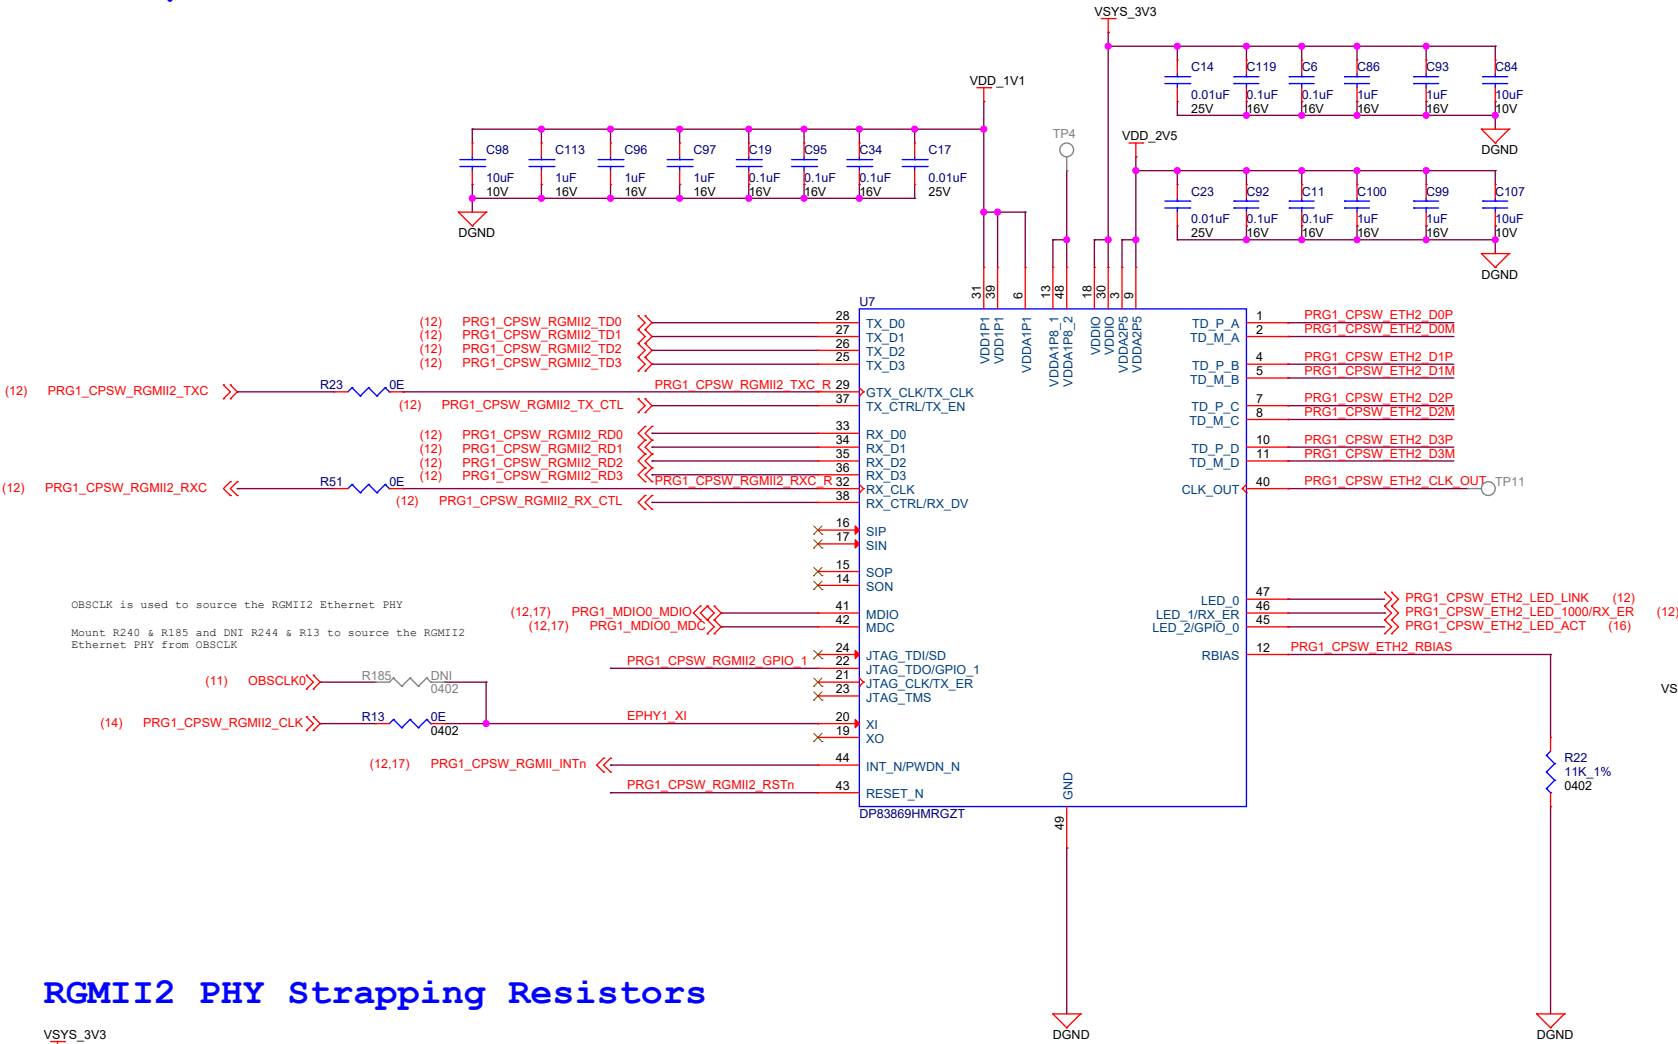 VSYS_3V3
C14 C119 C6 C86 C93 C84
0.01uF 0.1uF 0.1uF 1uF 1uF 10uF
25V 16V 16V 16V 16V 10V
DGND
VDD_1V1
TP4
VDD_2V5
C98 C113 C96 C97 C19 C95 C34 C17
10uF 1uF 1uF 1uF 0.1uF 0.1uF 0.1uF 0.01uF
10V 16V 16V 16V 16V 16V 16V 25V
DGND
C23 C92 C11 C100 C99 C107
0.01uF 0.1uF 0.1uF 1uF 1uF 10uF
25V 16V 16V 16V 16V 10V
DGND
31 39 6 13 48 18 30 3 9
U7
VDD1P1 VDD1P1 VDDA1P1 VDDA1P8_1 VDDA1P8_2 VDDIO VDDIO VDDA2P5 VDDA2P5
(12) PRG1_CPSW_RGMII2_TD0 28 TX_D0
(12) PRG1_CPSW_RGMII2_TD1 27 TX_D1
(12) PRG1_CPSW_RGMII2_TD2 26 TX_D2
(12) PRG1_CPSW_RGMII2_TD3 25 TX_D3
(12) PRG1_CPSW_RGMII2_TXC R23 0E PRG1_CPSW_RGMII2_TXC_R 29 GTX_CLK/TX_CLK
(12) PRG1_CPSW_RGMII2_TX_CTL 37 TX_CTRL/TX_EN
(12) PRG1_CPSW_RGMII2_RD0 33 RX_D0
(12) PRG1_CPSW_RGMII2_RD1 34 RX_D1
(12) PRG1_CPSW_RGMII2_RD2 35 RX_D2
(12) PRG1_CPSW_RGMII2_RD3 36 RX_D3
(12) PRG1_CPSW_RGMII2_RXC R51 0E PRG1_CPSW_RGMII2_RXC_R 32 RX_CLK
(12) PRG1_CPSW_RGMII2_RX_CTL 38 RX_CTRL/RX_DV
16 SIP
17 SIN
15 SOP
14 SON
(12,17) PRG1_MDIO0_MDIO 41 MDIO
(12,17) PRG1_MDIO0_MDC 42 MDC
24 JTAG_TDI/SD
PRG1_CPSW_RGMII2_GPIO_1 22 JTAG_TDO/GPIO_1
21 JTAG_CLK/TX_ER
23 JTAG_TMS
OBSCLK is used to source the RGMII2 Ethernet PHY
Mount R240 & R185 and DNI R244 & R13 to source the RGMII2
Ethernet PHY from OBSCLK
(11) OBSCLK0 R185 DNI
0402
(14) PRG1_CPSW_RGMII2_CLK R13 0E EPHY1_XI 20 XI
0402
19 XO
(12,17) PRG1_CPSW_RGMII_INTn 44 INT_N/PWDN_N
PRG1_CPSW_RGMII2_RSTn 43 RESET_N
TD_P_A 1 PRG1_CPSW_ETH2_D0P
TD_M_A 2 PRG1_CPSW_ETH2_D0M
TD_P_B 4 PRG1_CPSW_ETH2_D1P
TD_M_B 5 PRG1_CPSW_ETH2_D1M
TD_P_C 7 PRG1_CPSW_ETH2_D2P
TD_M_C 8 PRG1_CPSW_ETH2_D2M
TD_P_D 10 PRG1_CPSW_ETH2_D3P
TD_M_D 11 PRG1_CPSW_ETH2_D3M
CLK_OUT 40 PRG1_CPSW_ETH2_CLK_OUT TP11
LED_0 47 PRG1_CPSW_ETH2_LED_LINK (12)
LED_1/RX_ER 46 PRG1_CPSW_ETH2_LED_1000/RX_ER (12)
LED_2/GPIO_0 45 PRG1_CPSW_ETH2_LED_ACT (16)
RBIAS 12 PRG1_CPSW_ETH2_RBIAS
VS
R22
11K_1%
0402
GND
DP83869HMRGZT
49
DGND
DGND
RGMII2 PHY Strapping Resistors
VSYS_3V3